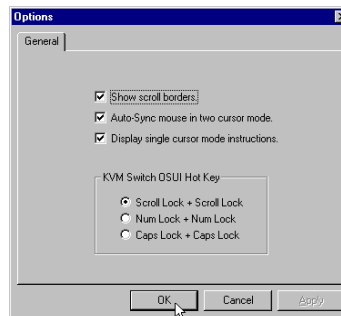 Options
General
Show scroll borders.
Auto-Sync mouse in two cursor mode.
Display single cursor mode instructions.
KVM Switch OSUI Hot Key
Scroll Lock + Scroll Lock
Num Lock + Num Lock
Caps Lock + Caps Lock
OK Cancel Apply